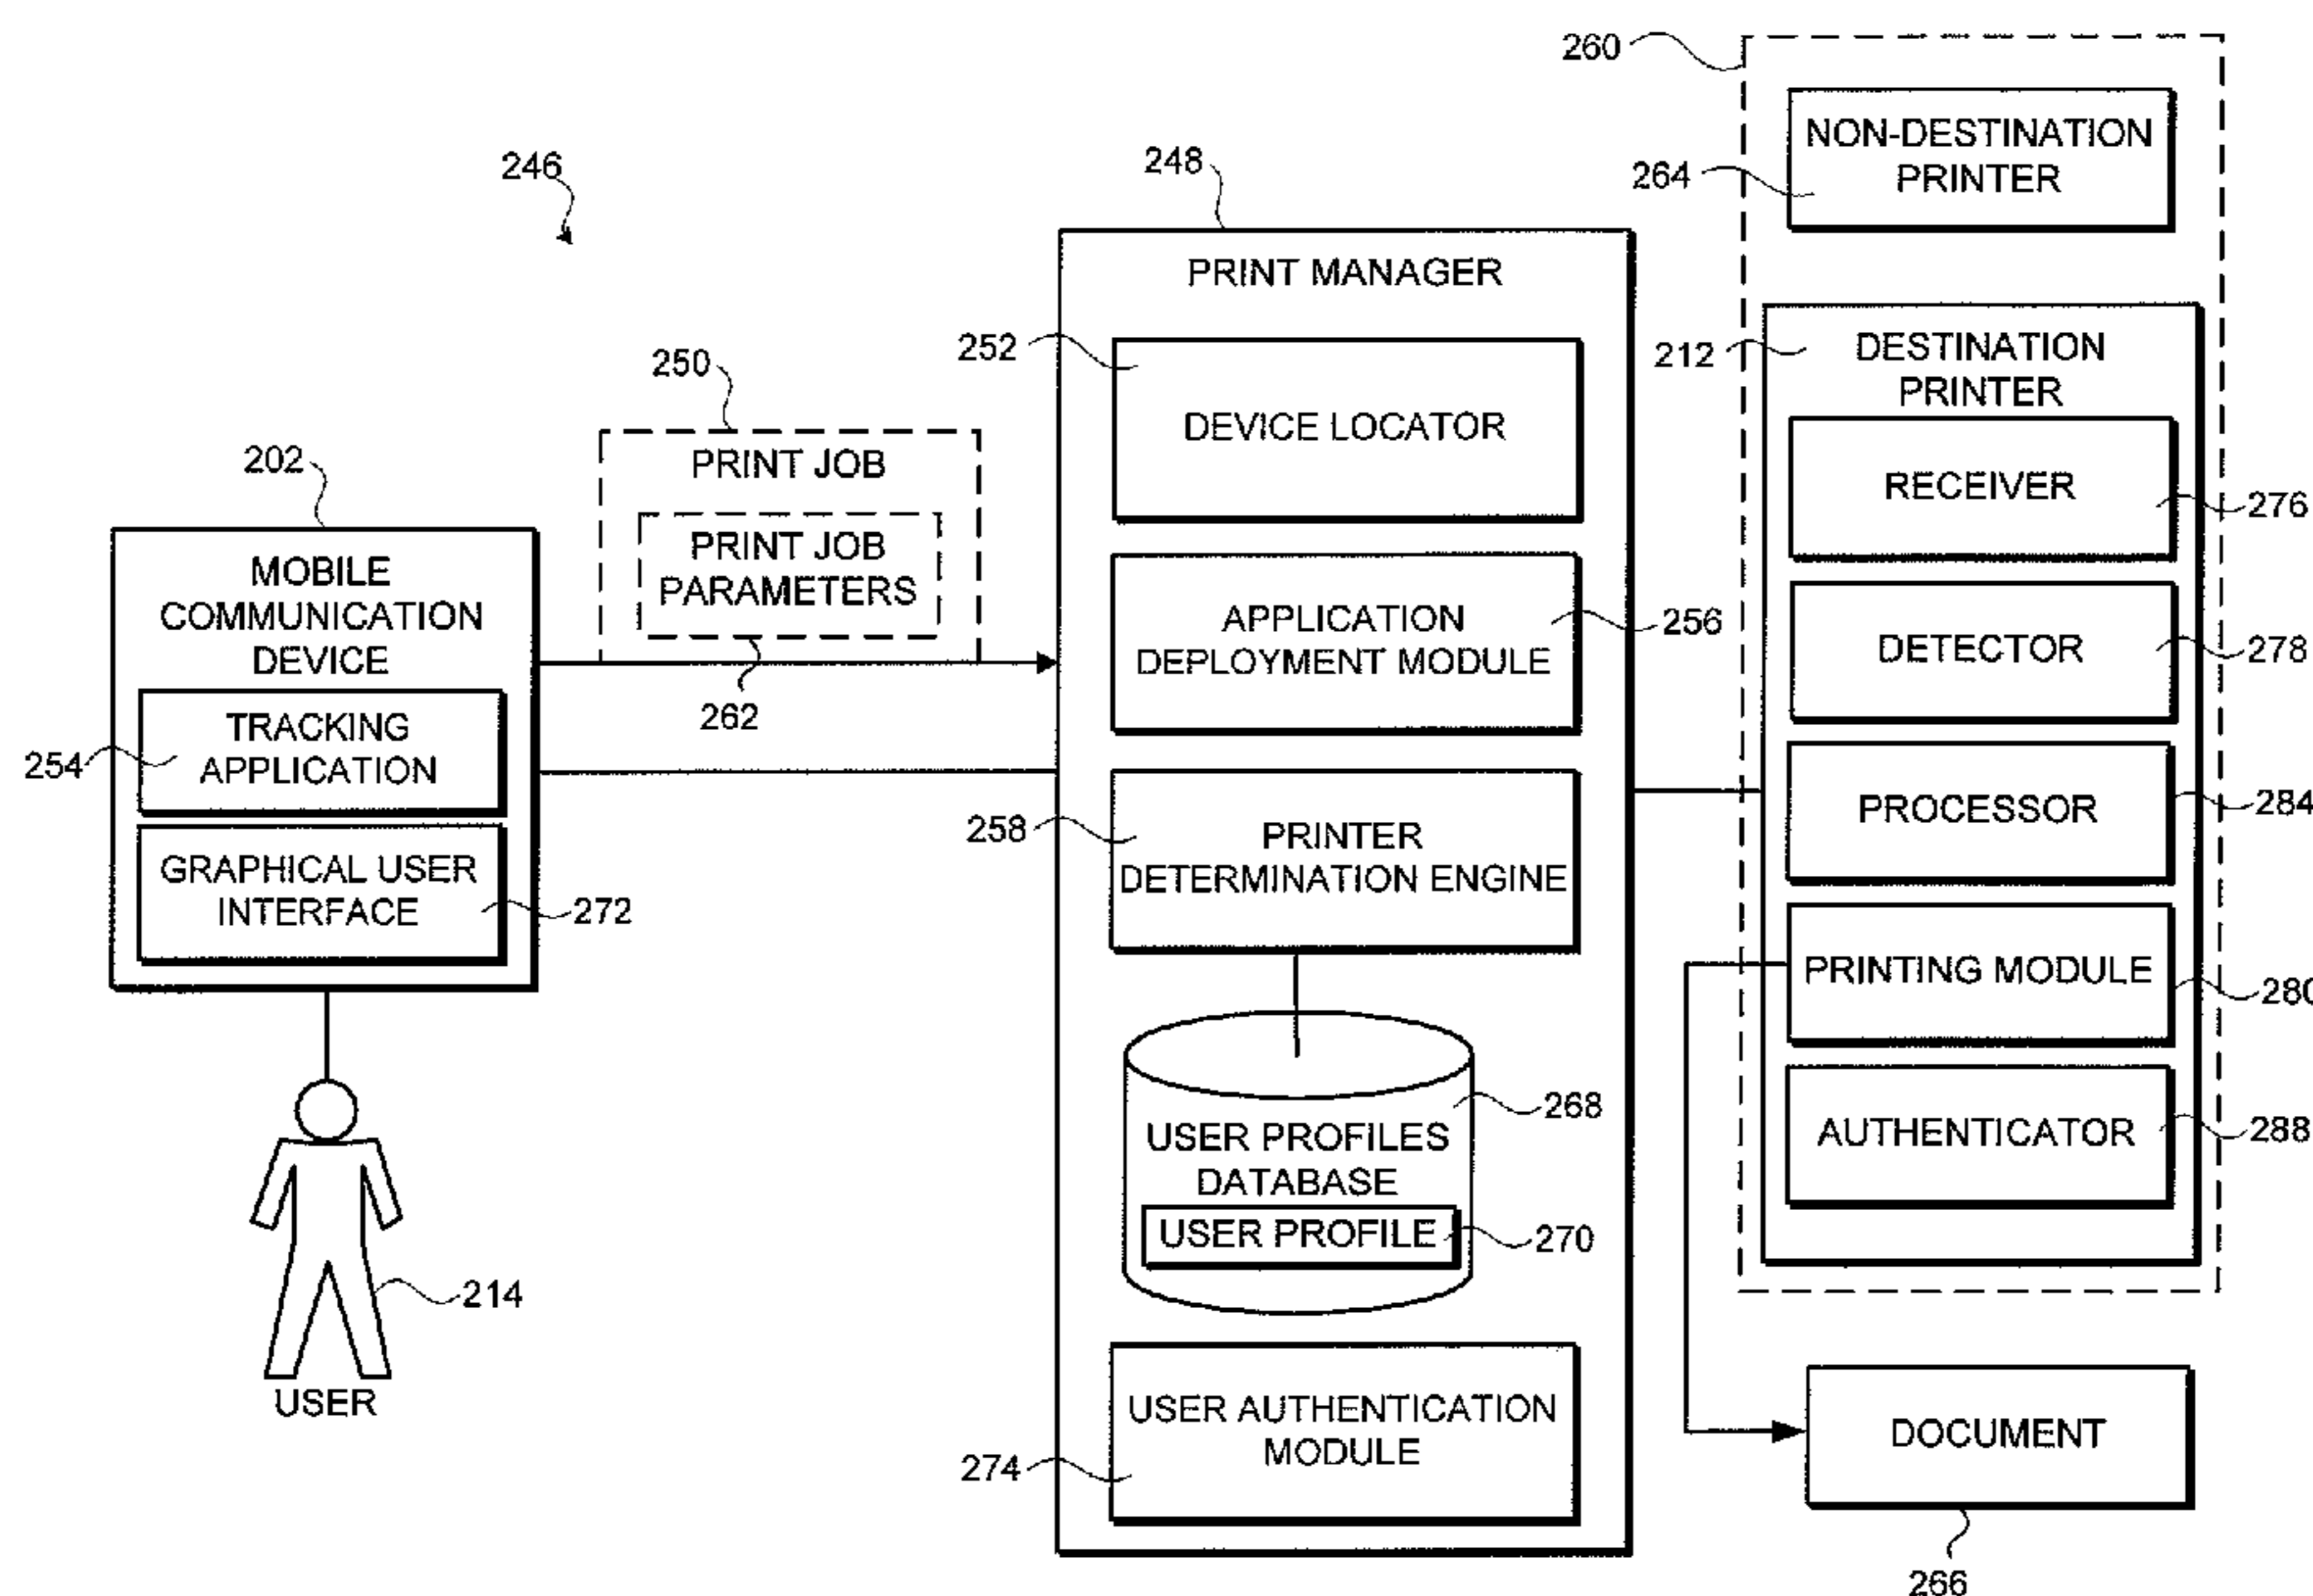 246
202
MOBILE
COMMUNICATION
DEVICE
TRACKING
APPLICATION
254
GRAPHICAL USER
INTERFACE
272
214
USER
250
PRINT JOB
PRINT JOB
PARAMETERS
262
248
PRINT MANAGER
252
DEVICE LOCATOR
APPLICATION
DEPLOYMENT MODULE
256
258
PRINTER
DETERMINATION ENGINE
268
USER PROFILES
DATABASE
USER PROFILE
270
USER AUTHENTICATION
MODULE
274
260
NON-DESTINATION
PRINTER
264
212
DESTINATION
PRINTER
RECEIVER
276
DETECTOR
278
PROCESSOR
284
PRINTING MODULE
280
AUTHENTICATOR
288
DOCUMENT
266